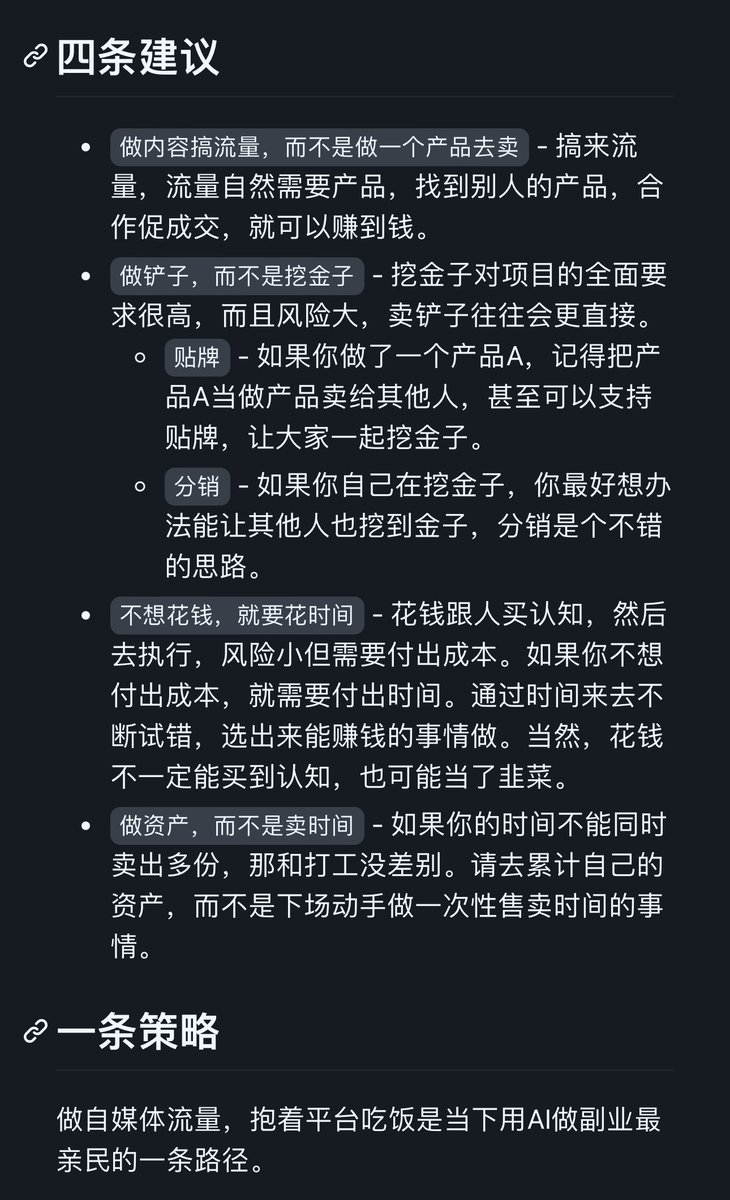 四条建议
做内容搞流量，而不是做一个产品去卖 - 搞来流
量，流量自然需要产品，找到别人的产品，合
作促成交，就可以赚到钱。
做铲子，而不是挖金子 - 挖金子对项目的全面要
求很高，而且风险大，卖铲子往往会更直接。
贴牌 - 如果你做了一个产品A，记得把产
品A当做产品卖给其他人，甚至可以支持
贴牌，让大家一起挖金子。
分销 - 如果你自己在挖金子，你最好想办
法能让其他人也挖到金子，分销是个不错
的思路。
不想花钱，就要花时间 - 花钱跟人买认知，然后
去执行，风险小但需要付出成本。如果你不想
付出成本，就需要付出时间。通过时间来去不
断试错，选出来能赚钱的事情做。当然，花钱
不一定能买到认知，也可能当了韭菜。
做资产，而不是卖时间 - 如果你的时间不能同时
卖出多份，那和打工没差别。请去累计自己的
资产，而不是下场动手做一次性售卖时间的事
情。
一条策略
做自媒体流量，抱着平台吃饭是当下用AI做副业最
亲民的一条路径。